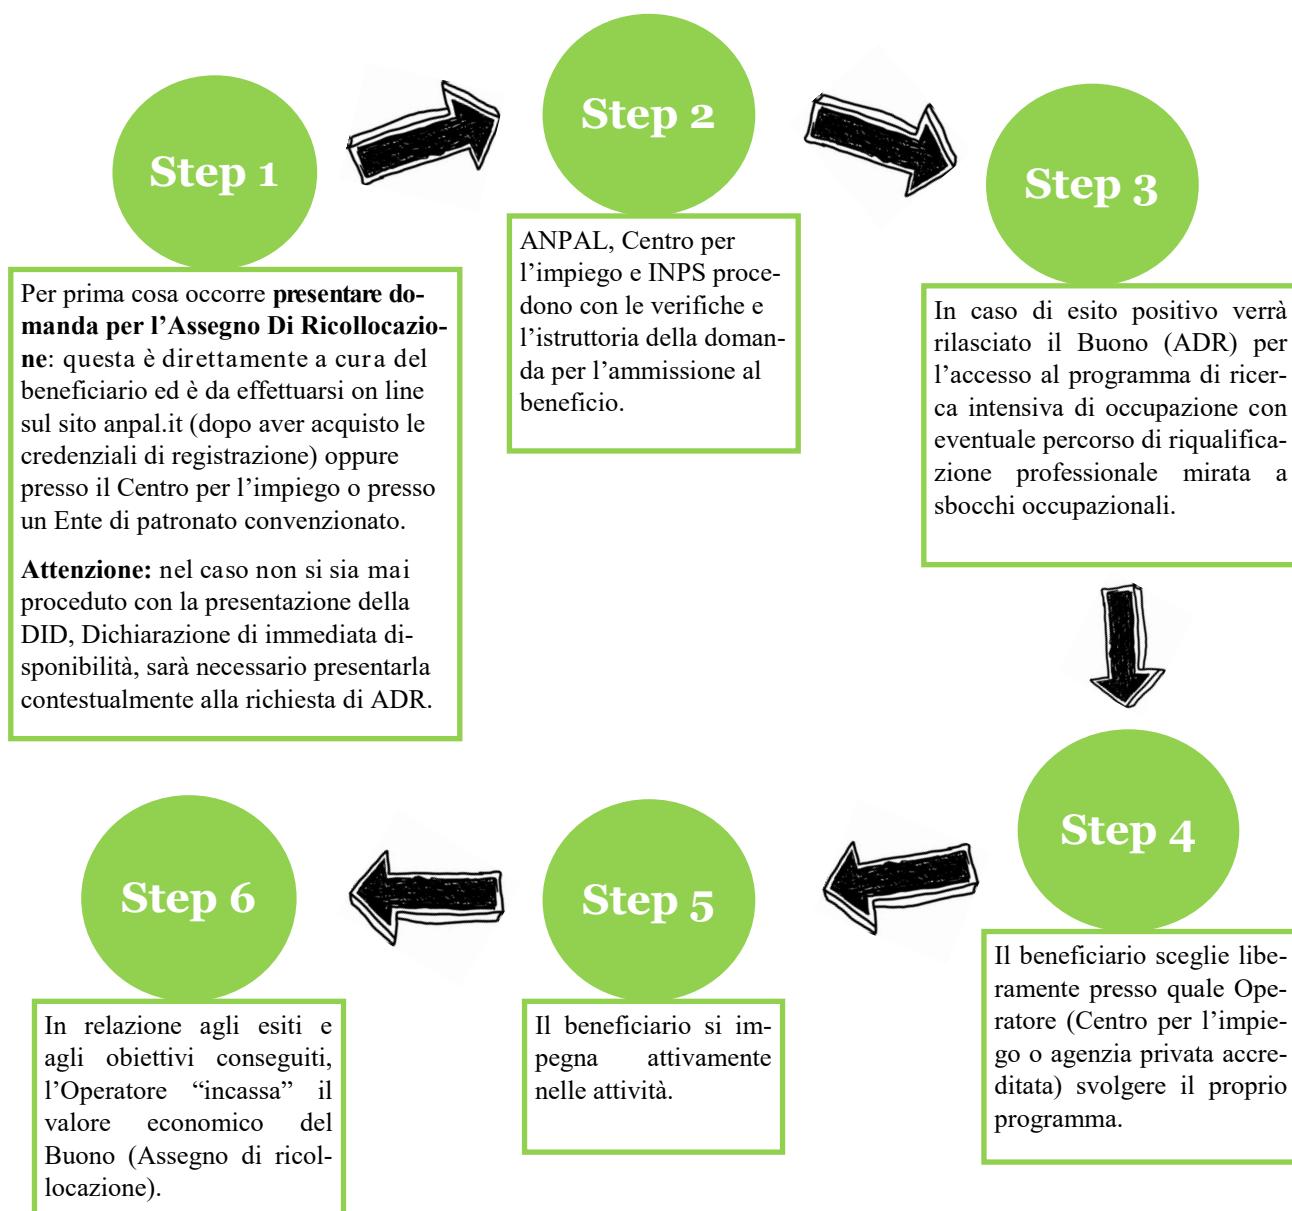 Step 1
Per prima cosa occorre presentare do-
manda per l’Assegno Di Ricollocazio-
ne: questa è direttamente a cura del
beneficiario ed è da effettuarsi on line
sul sito anpal.it (dopo aver acquisto le
credenziali di registrazione) oppure
presso il Centro per l’impiego o presso
un Ente di patronato convenzionato.
Attenzione: nel caso non si sia mai
proceduto con la presentazione della
DID, Dichiarazione di immediata di-
sponibilità, sarà necessario presentarla
contestualmente alla richiesta di ADR.
Step 2
ANPAL, Centro per
l’impiego e INPS proce-
dono con le verifiche e
l’istruttoria della doman-
da per l’ammissione al
beneficio.
Step 3
In caso di esito positivo verrà
rilasciato il Buono (ADR) per
l’accesso al programma di ricer-
ca intensiva di occupazione con
eventuale percorso di riqualifica-
zione professionale mirata a
sbocchi occupazionali.
Step 4
Il beneficiario sceglie libe-
ramente presso quale Ope-
ratore (Centro per l’impie-
go o agenzia privata accre-
ditata) svolgere il proprio
programma.
Step 5
Il beneficiario si im-
pegna attivamente
nelle attività.
Step 6
In relazione agli esiti e
agli obiettivi conseguiti,
l’Operatore “incassa” il
valore economico del
Buono (Assegno di ricol-
locazione).